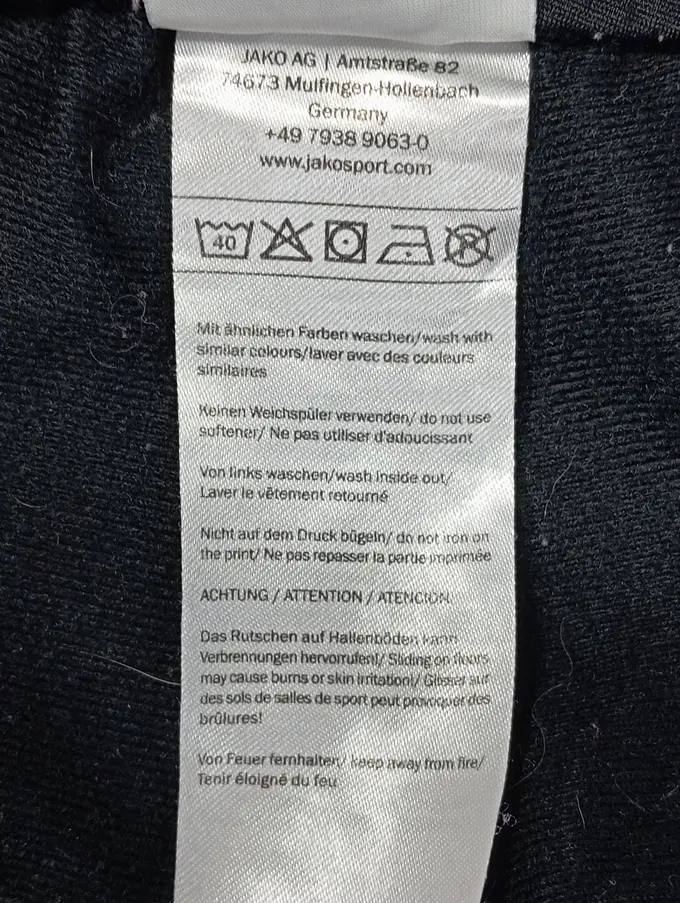 JAKO AG | Amtstraße 82
74673 Mulfingen-Hollenbach
Germany
+49 7938 9063-0
www.jakosport.com
40
Mit ähnlichen Farben waschen/wash with
similar colours/laver avec des couleurs
similaires
Keinen Weichspüler verwenden/ do not use
softener/ Ne pas utiliser d'adoucissant
Von links waschen/wash inside out/
Laver le vêtement retourné
Nicht auf dem Druck bügeln/ do not iron on
the print/ Ne pas repasser la partie imprimée
ACHTUNG / ATTENTION / ATENCIÓN:
Das Rutschen auf Hallenböden kann
Verbrennungen hervorrufen!/ Sliding on floors
may cause burns or skin irritation!/ Glisser sur
des sols de salles de sport peut provoquer des
brûlures!
Von Feuer fernhalten/ keep away from fire/
Tenir éloigné du feu